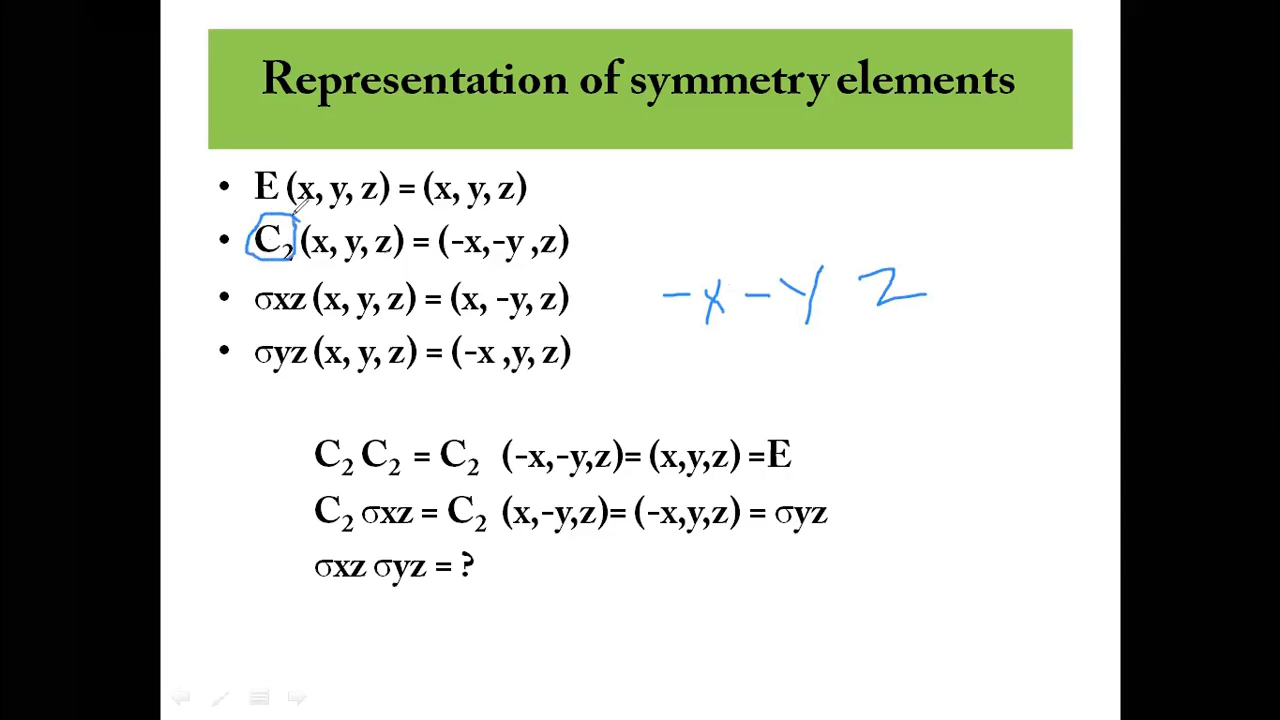 Representation of symmetry elements
• E (x, y, z) = (x, y, z)
• C₂ (x, y, z) = (-x,-y ,z)
• σxz (x, y, z) = (x, -y, z)
-x -y z
• σyz (x, y, z) = (-x ,y, z)
C₂ C₂ = C₂ (-x,-y,z)= (x,y,z) =E
C₂ σxz = C₂ (x,-y,z)= (-x,y,z) = σyz
σxz σyz = ?